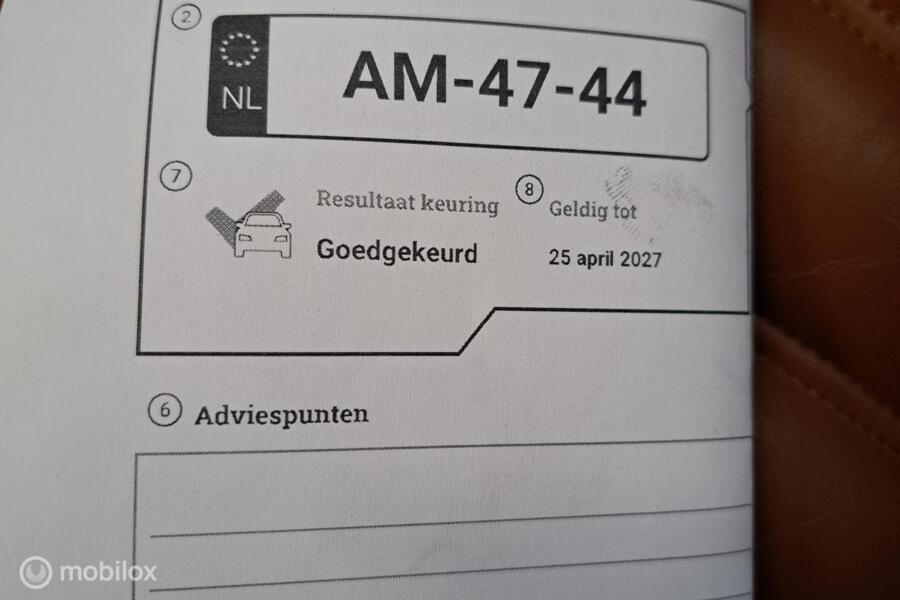 2
NL
AM-47-44
7
Resultaat keuring
8
Geldig tot
Goedgekeurd
25 april 2027
6 Adviespunten
mobilox